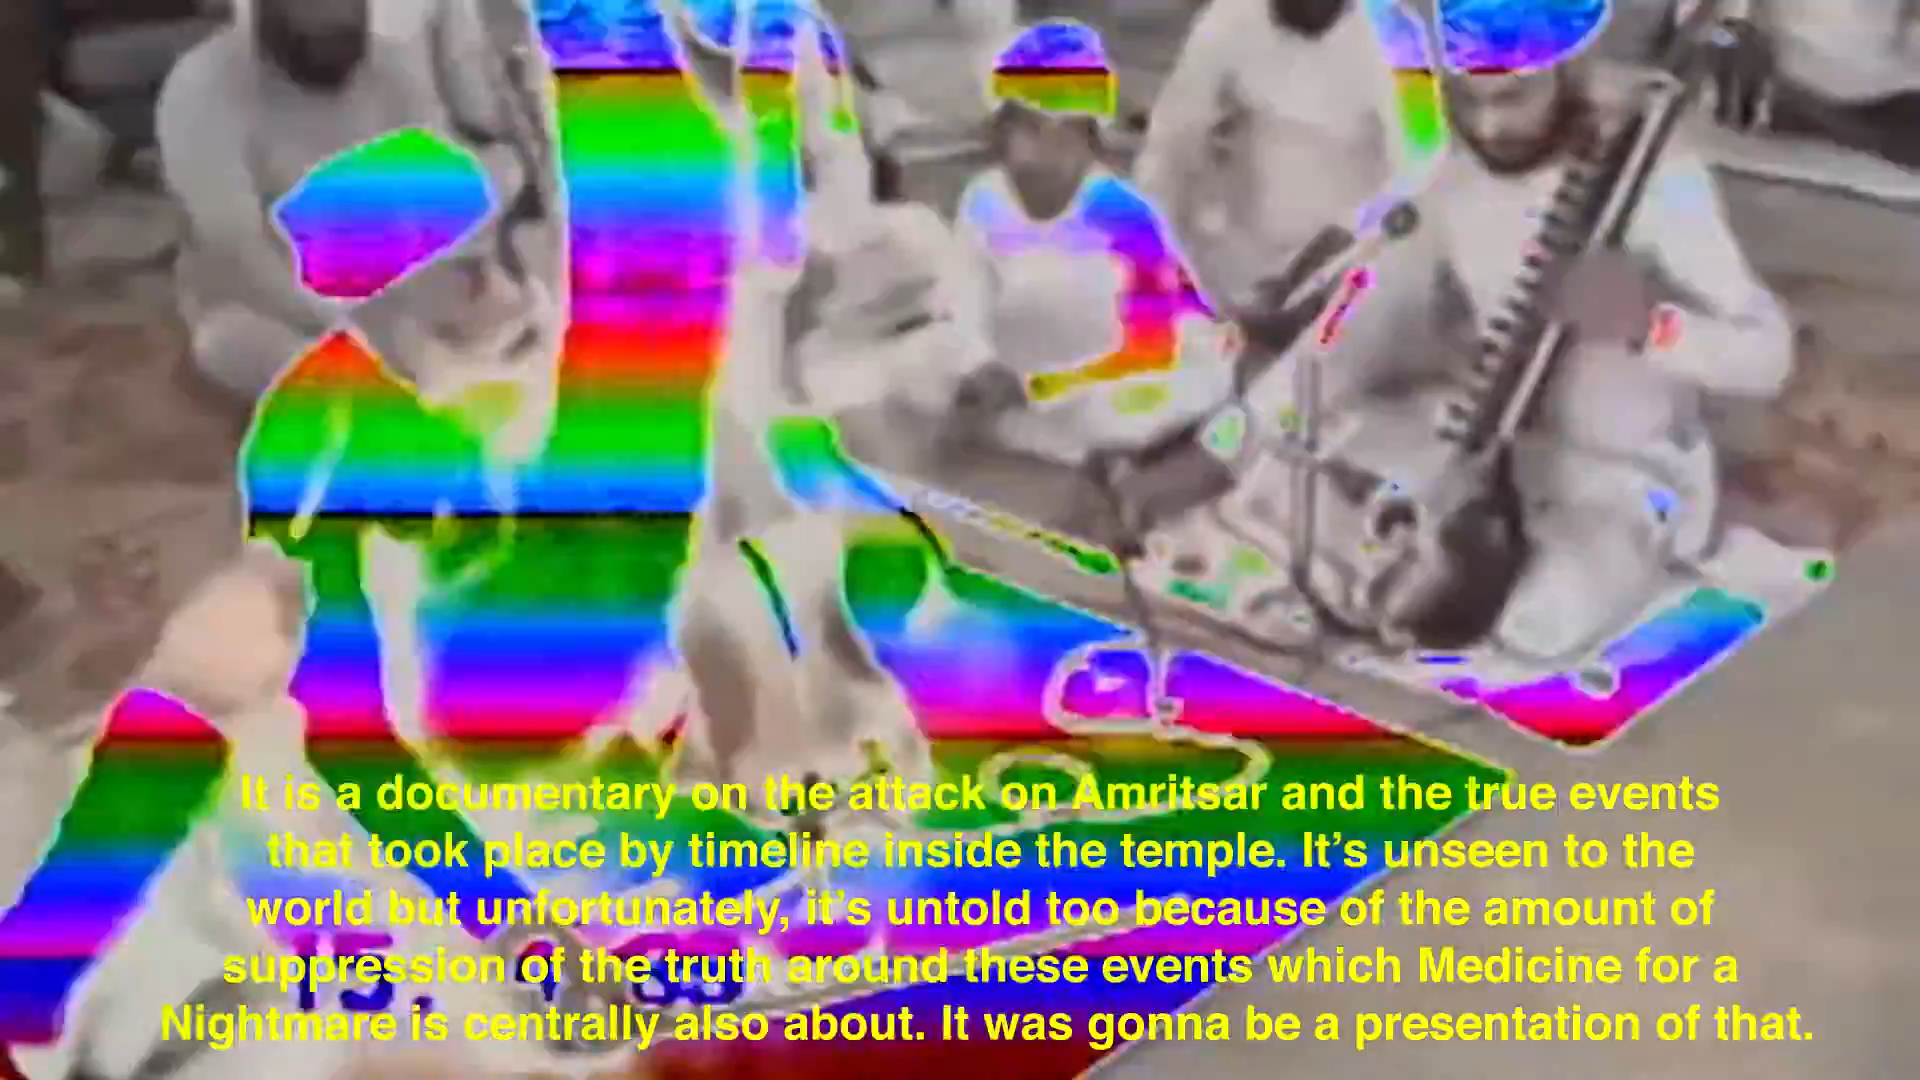 It is a documentary on the attack on Amritsar and the true events
that took place by timeline inside the temple. It’s unseen to the
world but unfortunately, it’s untold too because of the amount of
suppression of the truth around these events which Medicine for a
Nightmare is centrally also about. It was gonna be a presentation of that.